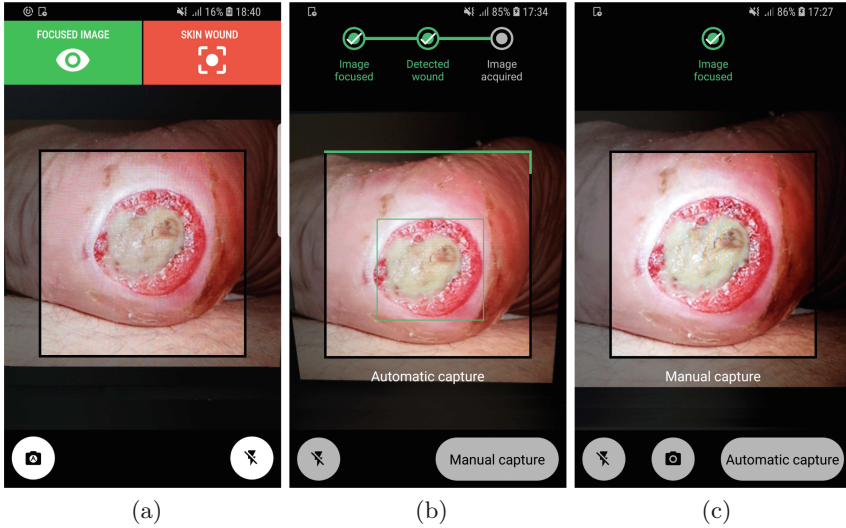 16% 18:40
FOCUSED IMAGE
SKIN WOUND
(a)
85% 17:34
Image
focused
Detected
wound
Image
acquired
Automatic capture
Manual capture
(b)
86% 17:27
Image
focused
Manual capture
Automatic capture
(c)